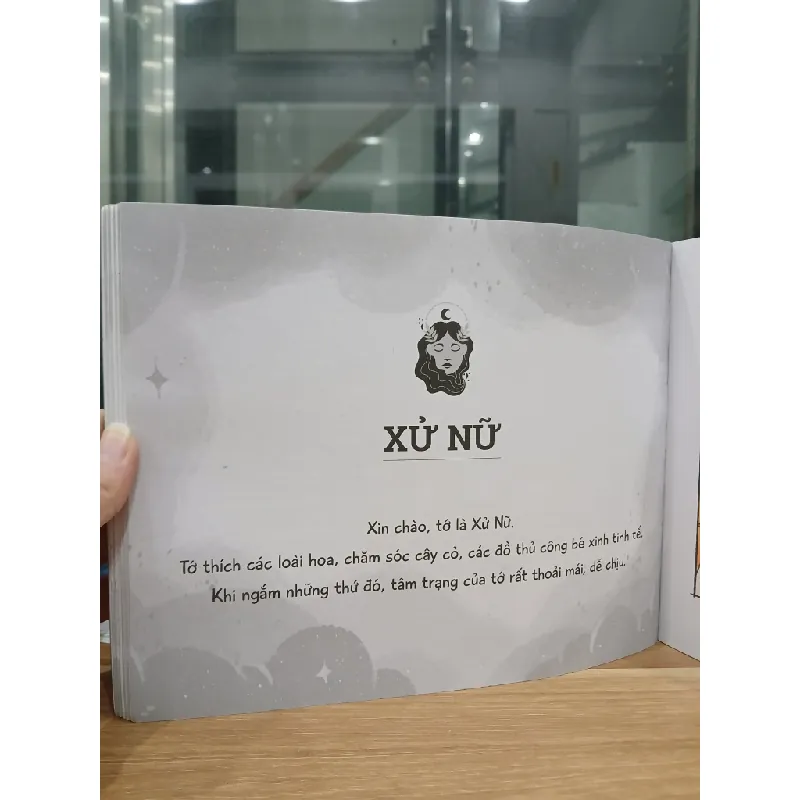 XỬ NỮ
Xin chào, tớ là Xử Nữ.
Tớ thích các loài hoa, chăm sóc cây cỏ, các đồ thủ công bé xinh tinh tế.
Khi ngắm những thứ đó, tâm trạng của tớ rất thoải mái, dễ chịu.